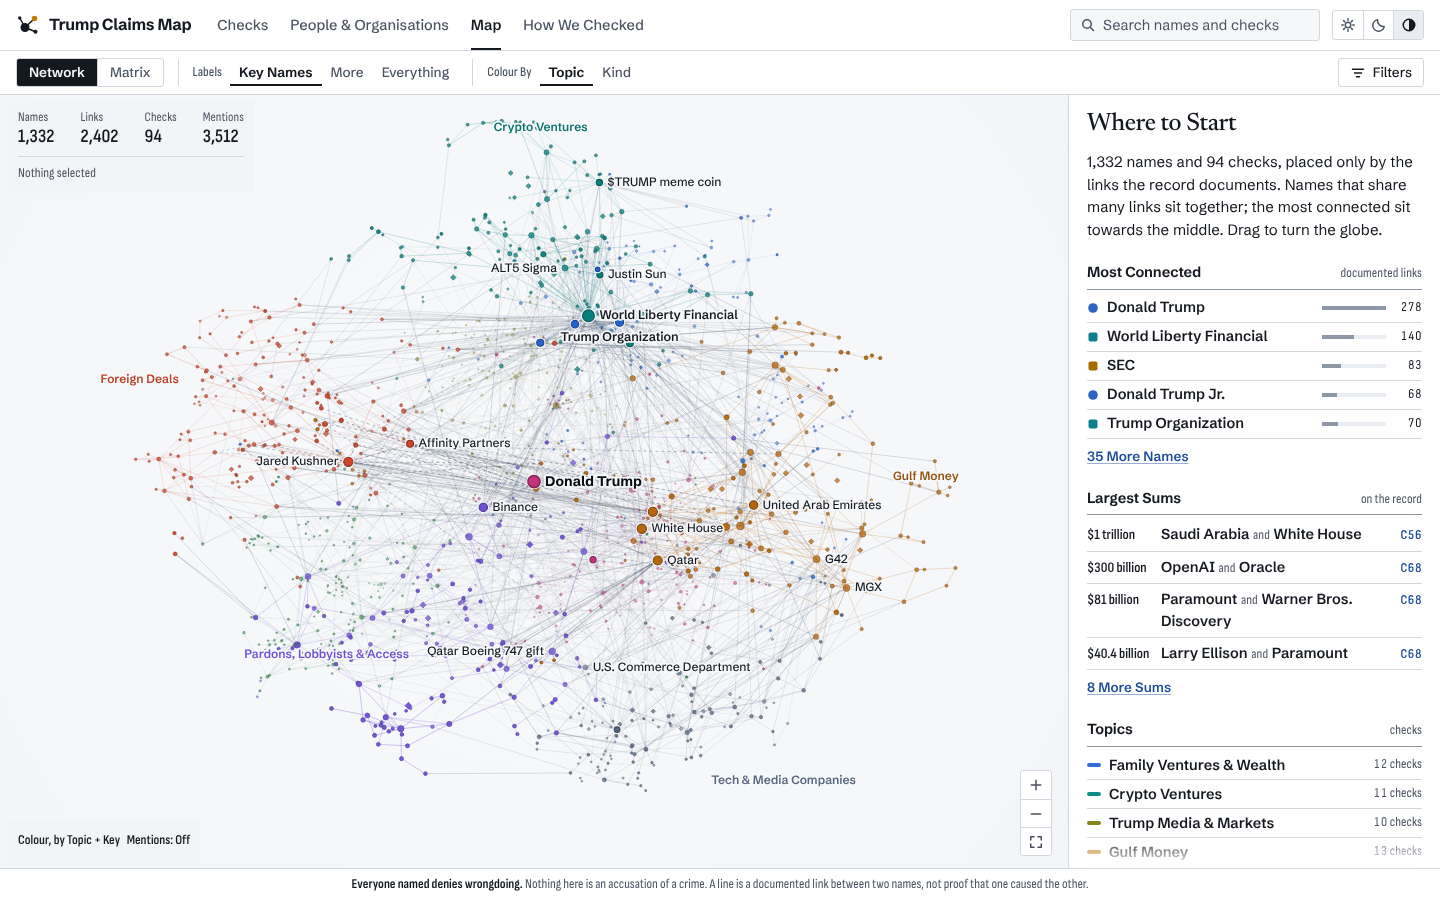 Trump Claims Map
Checks
People & Organisations
Map
How We Checked
Search names and checks
Network
Matrix
Labels
Key Names
More
Everything
Colour By
Topic
Kind
Filters
Names
Links
Checks
Mentions
1,332
2,402
94
3,512
Nothing selected
Crypto Ventures
$TRUMP meme coin
ALT5 Sigma
Justin Sun
World Liberty Financial
Trump Organization
Foreign Deals
Affinity Partners
Jared Kushner
Gulf Money
Donald Trump
Binance
United Arab Emirates
White House
Qatar
G42
MGX
Pardons, Lobbyists & Access
Qatar Boeing 747 gift
U.S. Commerce Department
Tech & Media Companies
Colour, by Topic + Key
Mentions: Off
Where to Start
1,332 names and 94 checks, placed only by the
links the record documents. Names that share
many links sit together; the most connected sit
towards the middle. Drag to turn the globe.
Most Connected
documented links
Donald Trump 278
World Liberty Financial 140
SEC 83
Donald Trump Jr. 68
Trump Organization 70
35 More Names
Largest Sums
on the record
$1 trillion Saudi Arabia and White House C56
$300 billion OpenAI and Oracle C68
$81 billion Paramount and Warner Bros. C68
Discovery
$40.4 billion Larry Ellison and Paramount C68
8 More Sums
Topics
checks
Family Ventures & Wealth 12 checks
Crypto Ventures 11 checks
Trump Media & Markets 10 checks
Gulf Money 13 checks
Everyone named denies wrongdoing. Nothing here is an accusation of a crime. A line is a documented link between two names, not proof that one caused the other.